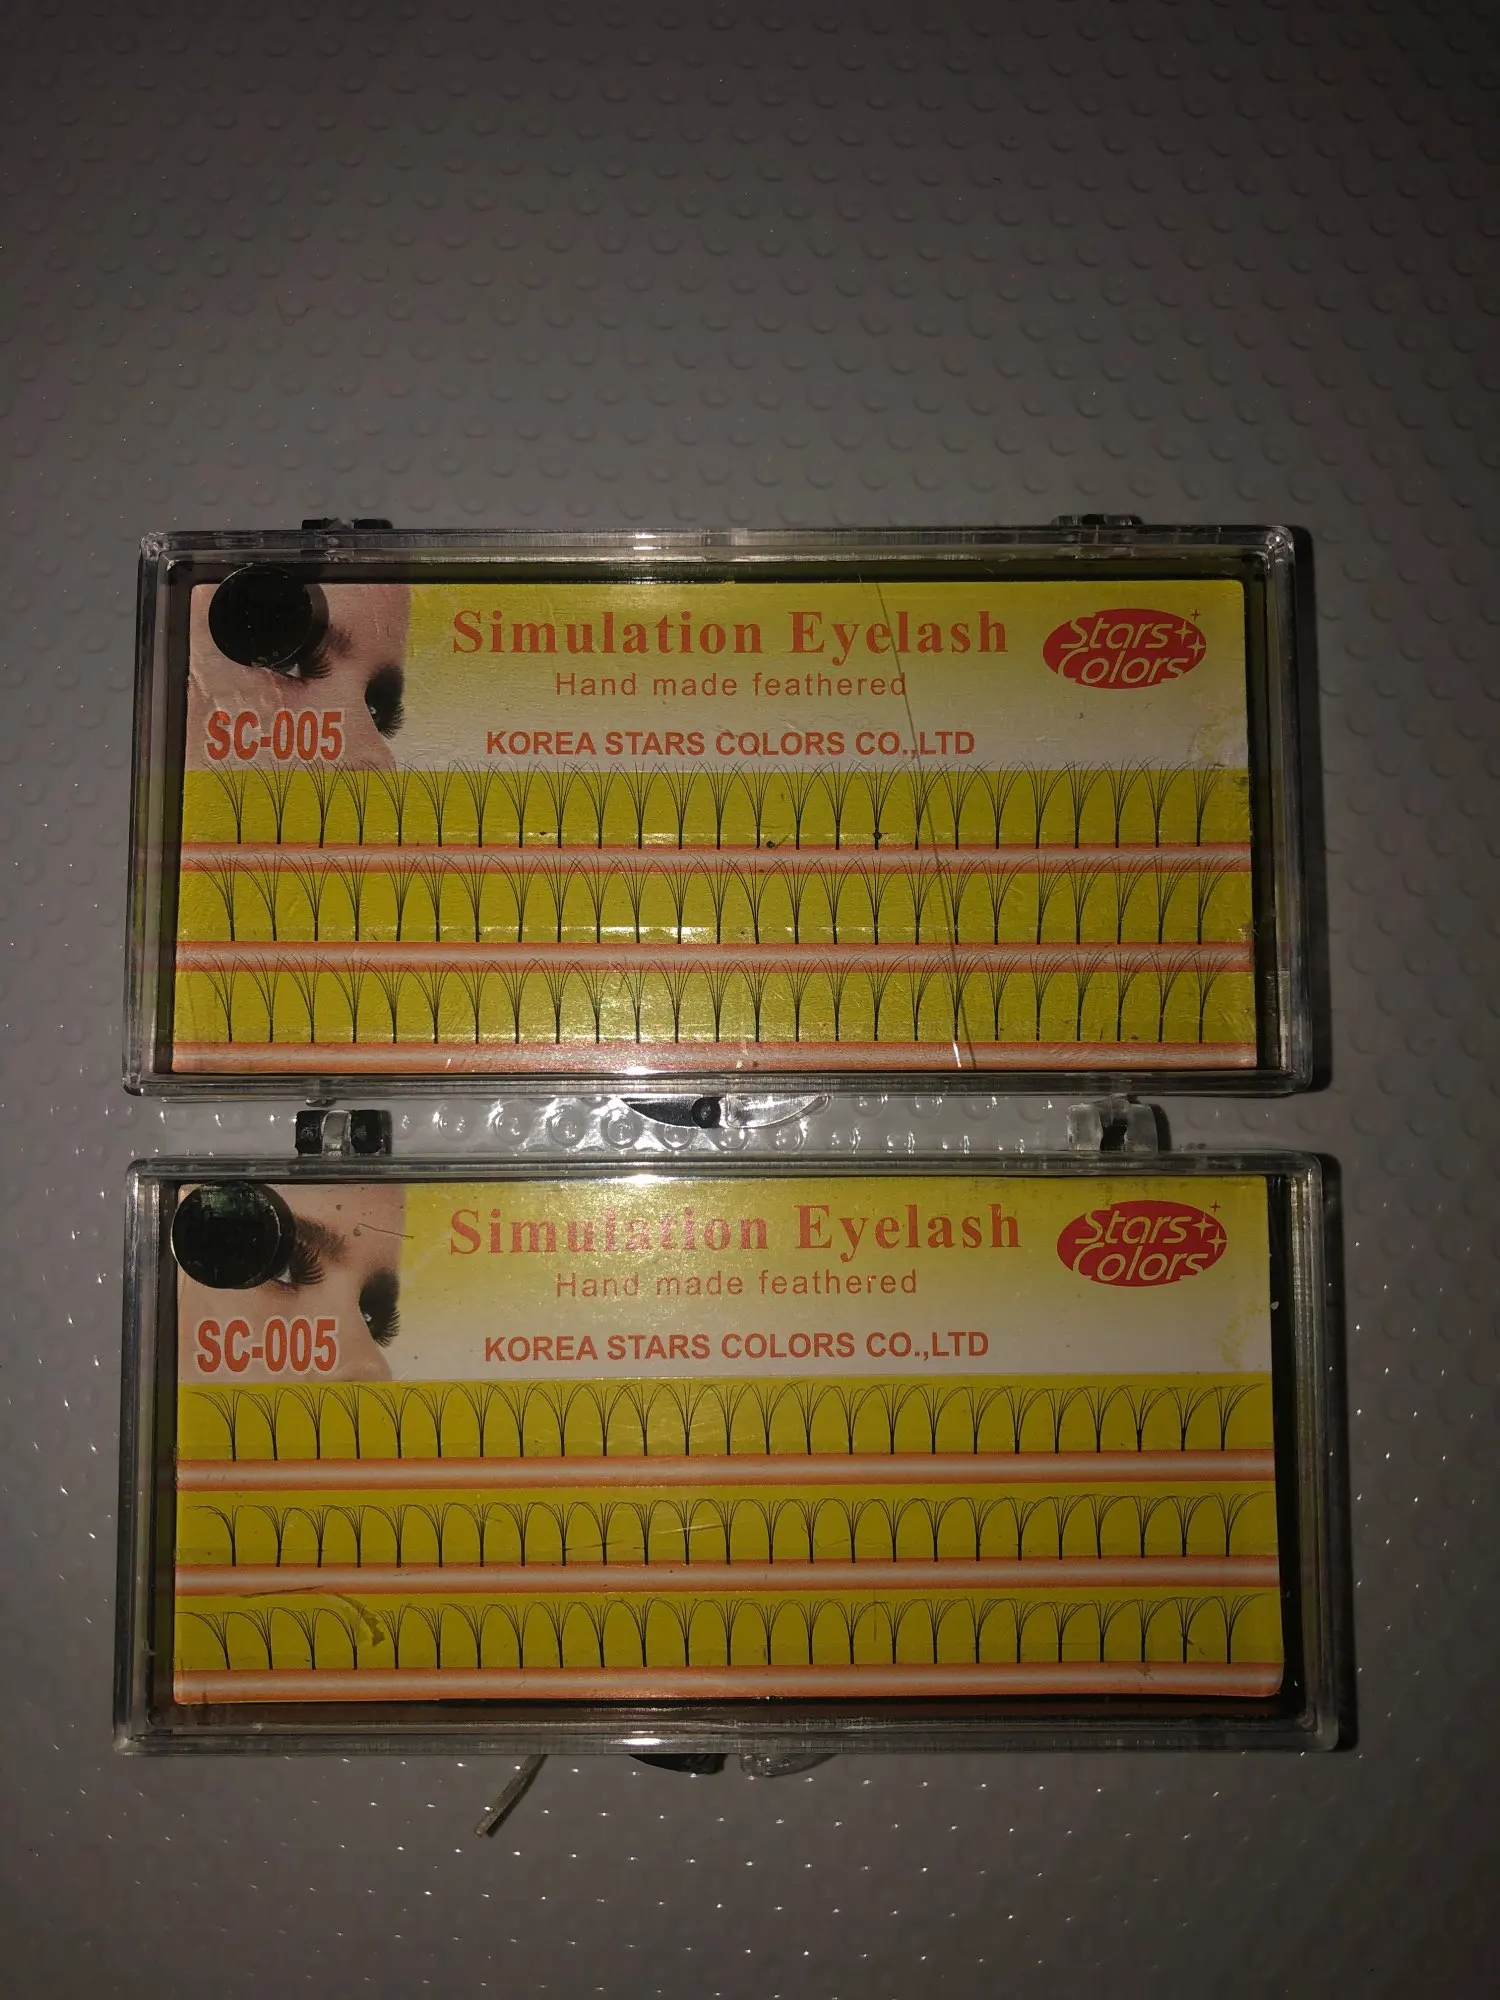 Simulation Eyelash
Hand made feathered
Stars
Colors
SC-005
KOREA STARS COLORS CO.,LTD
Simulation Eyelash
Hand made feathered
Stars
Colors
SC-005
KOREA STARS COLORS CO.,LTD